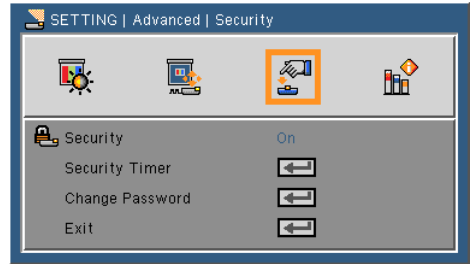 SETTING | Advanced | Security
Security On
Security Timer
Change Password
Exit